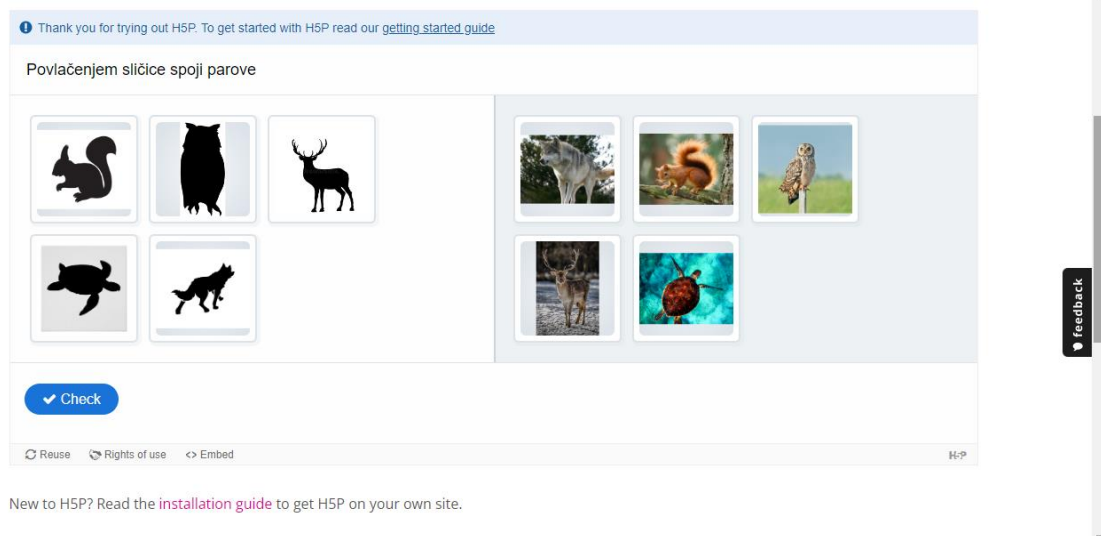 Thank you for trying out H5P. To get started with H5P read our getting started guide
Povlačenjem sličice spoji parove
Check
Reuse Rights of use <> Embed
H-P
New to H5P? Read the installation guide to get H5P on your own site.
feedback